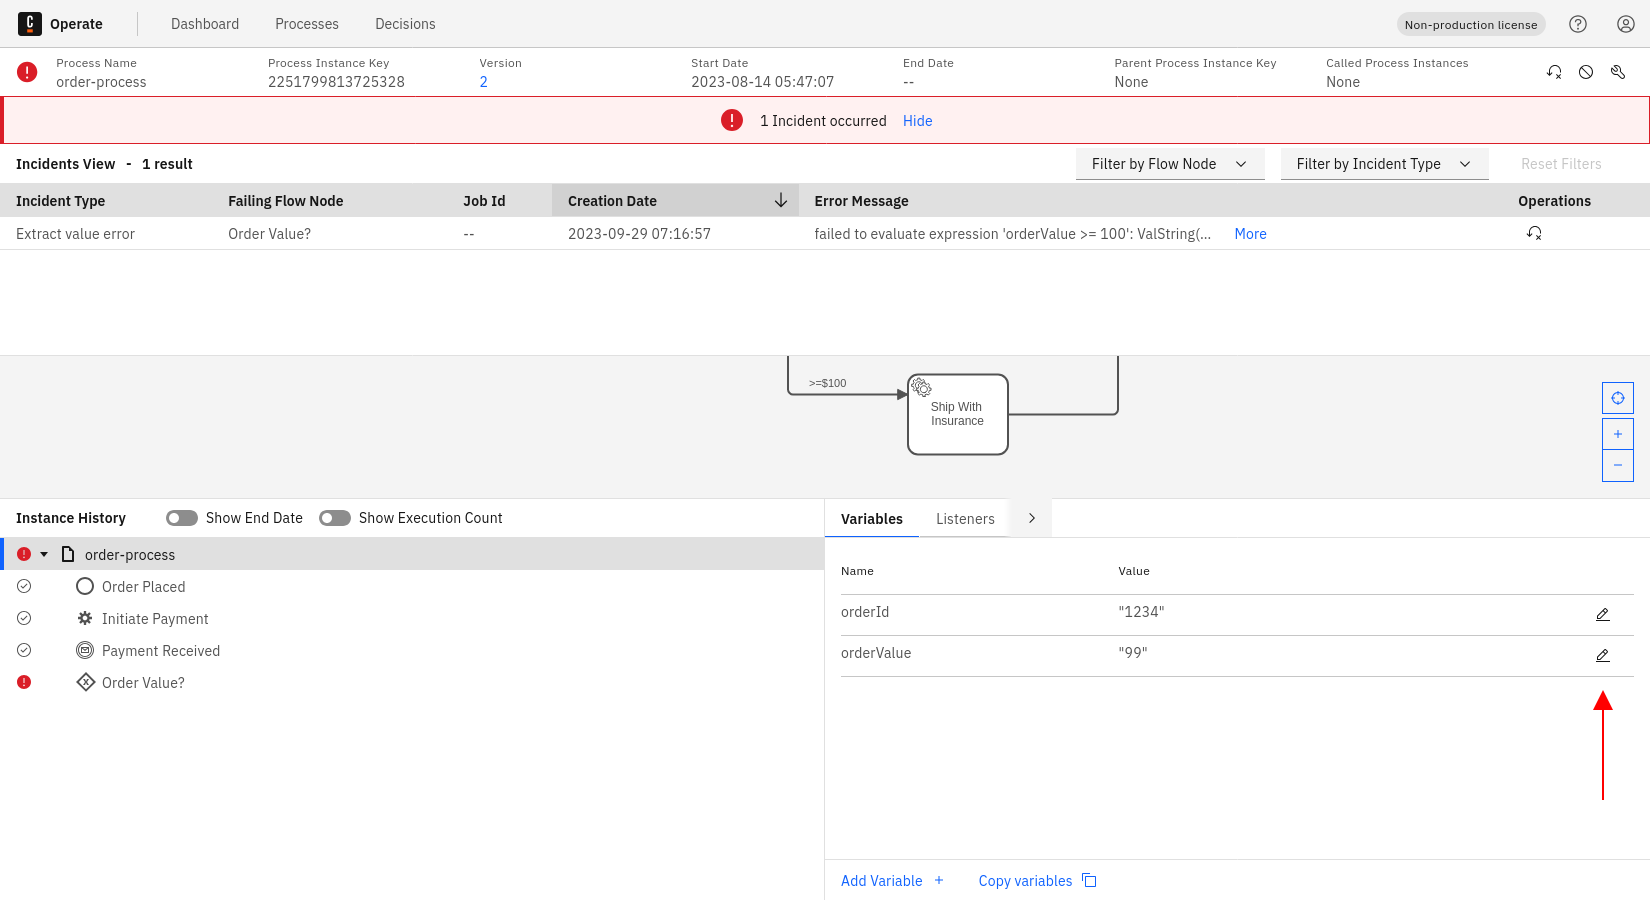 Operate Dashboard Processes Decisions Non-production license
Process Name Process Instance Key Version Start Date End Date Parent Process Instance Key Called Process Instances
order-process 2251799813725328 2 2023-08-14 05:47:07 -- None None
1 Incident occurred Hide
Incidents View - 1 result Filter by Flow Node Filter by Incident Type Reset Filters
Incident Type Failing Flow Node Job Id Creation Date Error Message Operations
Extract value error Order Value? -- 2023-09-29 07:16:57 failed to evaluate expression 'orderValue >= 100': ValString(... More
>=$100
Ship With
Insurance
Instance History Show End Date Show Execution Count
order-process
Order Placed
Initiate Payment
Payment Received
Order Value?
Variables Listeners
Name Value
orderId "1234"
orderValue "99"
Add Variable + Copy variables